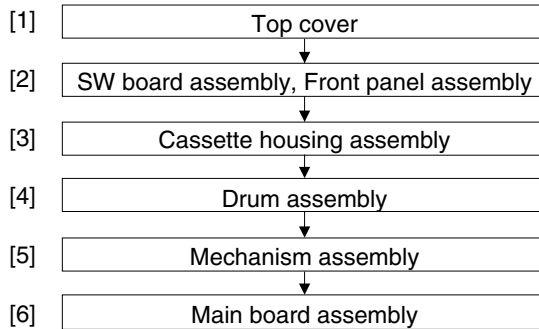 [1] Top cover
[2] SW board assembly, Front panel assembly
[3] Cassette housing assembly
[4] Drum assembly
[5] Mechanism assembly
[6] Main board assembly